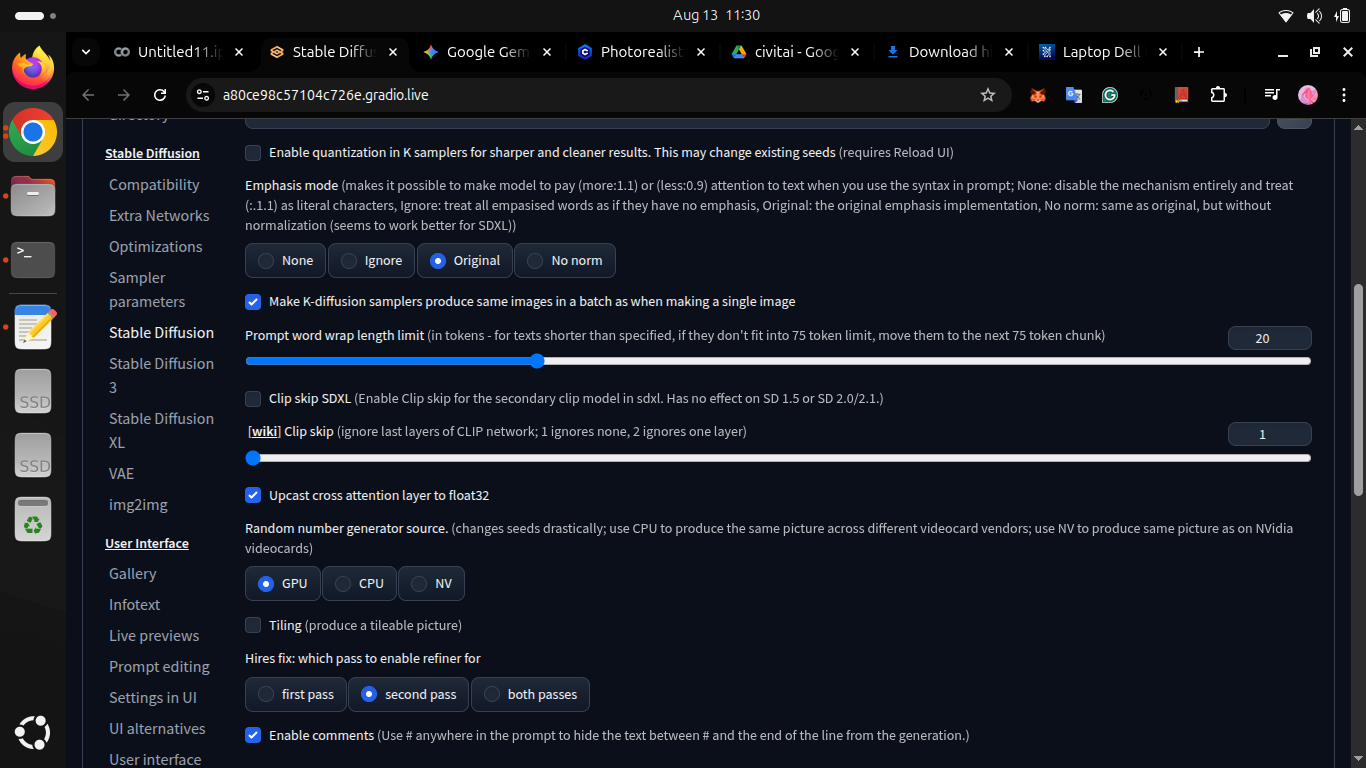 Aug 13 11:30
Untitled11.i
Stable Diffus
Google Gem
Photorealist
civitai - Goo
Download h
Laptop Dell
a80ce98c57104c726e.gradio.live
Directory
Stable Diffusion
Compatibility
Extra Networks
Optimizations
Sampler
parameters
Stable Diffusion
Stable Diffusion
3
Stable Diffusion
XL
VAE
img2img
User Interface
Gallery
Infotext
Live previews
Prompt editing
Settings in UI
UI alternatives
User interface
Enable quantization in K samplers for sharper and cleaner results. This may change existing seeds (requires Reload UI)
Emphasis mode (makes it possible to make model to pay (more:1.1) or (less:0.9) attention to text when you use the syntax in prompt; None: disable the mechanism entirely and treat
(:.1.1) as literal characters, Ignore: treat all empasised words as if they have no emphasis, Original: the original emphasis implementation, No norm: same as original, but without
normalization (seems to work better for SDXL))
None Ignore Original No norm
Make K-diffusion samplers produce same images in a batch as when making a single image
Prompt word wrap length limit (in tokens - for texts shorter than specified, if they don't fit into 75 token limit, move them to the next 75 token chunk) 20
Clip skip SDXL (Enable Clip skip for the secondary clip model in sdxl. Has no effect on SD 1.5 or SD 2.0/2.1.)
[wiki] Clip skip (ignore last layers of CLIP network; 1 ignores none, 2 ignores one layer) 1
Upcast cross attention layer to float32
Random number generator source. (changes seeds drastically; use CPU to produce the same picture across different videocard vendors; use NV to produce same picture as on NVidia
videocards)
GPU CPU NV
Tiling (produce a tileable picture)
Hires fix: which pass to enable refiner for
first pass second pass both passes
Enable comments (Use # anywhere in the prompt to hide the text between # and the end of the line from the generation.)
SSD
SSD